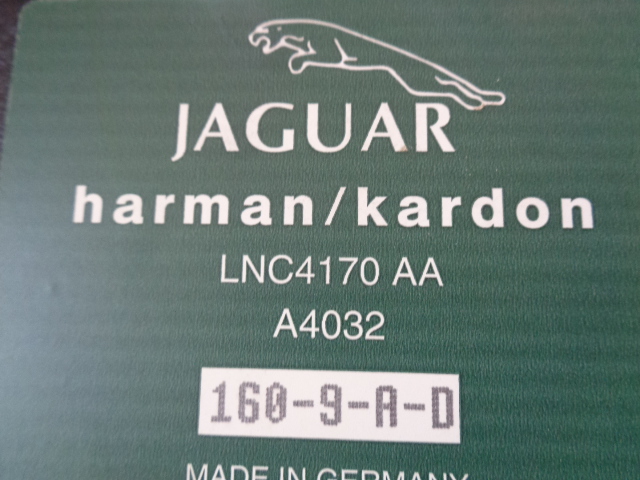 JAGUAR
harman/kardon
LNC4170 AA
A4032
160-9-A-D
MADE IN GERMANY